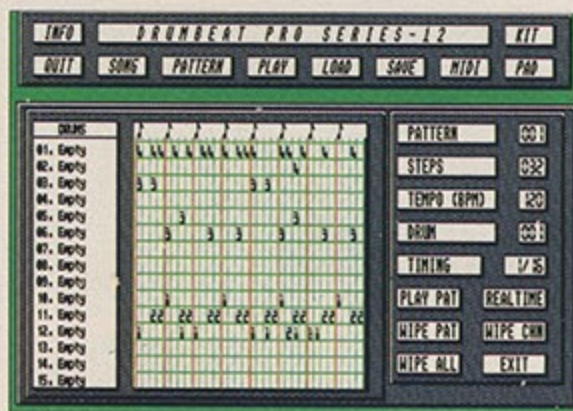 INFO DRUMBEAT PRO SERIES-12 KIT
QUIT SONG PATTERN PLAY LOAD SAVE MIDI PAD
DRUMS
01. Empty
02. Empty
03. Empty
04. Empty
05. Empty
06. Empty
07. Empty
08. Empty
09. Empty
10. Empty
11. Empty
12. Empty
13. Empty
14. Empty
15. Empty
PATTERN 001
STEPS 032
TEMPO (BPM) 120
DRUM 001
TIMING 1/16
PLAY PAT REALTIME
WIPE PAT WIPE CHN
WIPE ALL EXIT